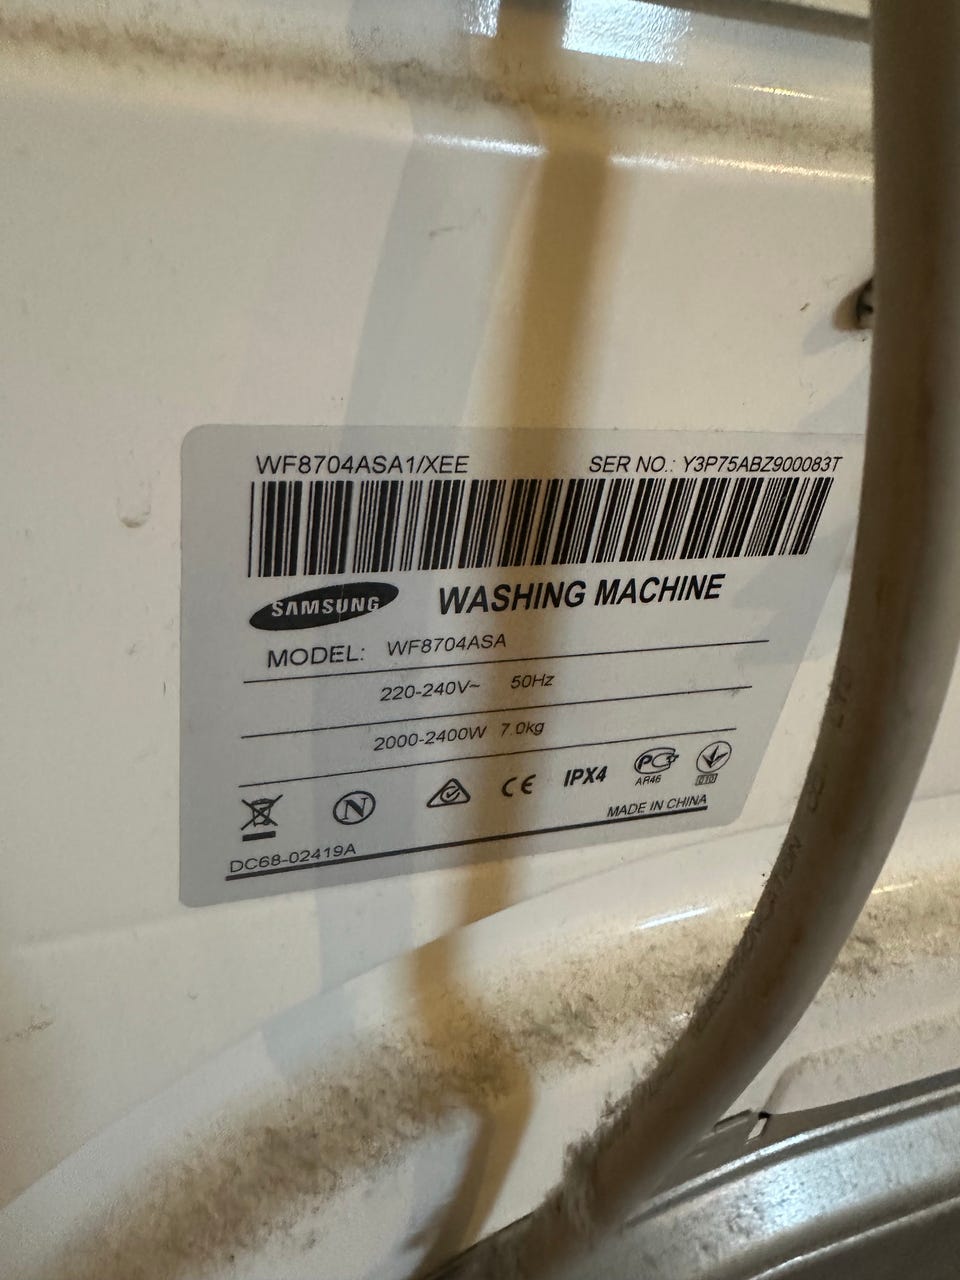 WF8704ASA1/XEE SER NO.: Y3P75ABZ900083T
SAMSUNG WASHING MACHINE
MODEL: WF8704ASA
220-240V~ 50Hz
2000-2400W 7.0kg
N CE IPX4 PC AR46
MADE IN CHINA
DC68-02419A